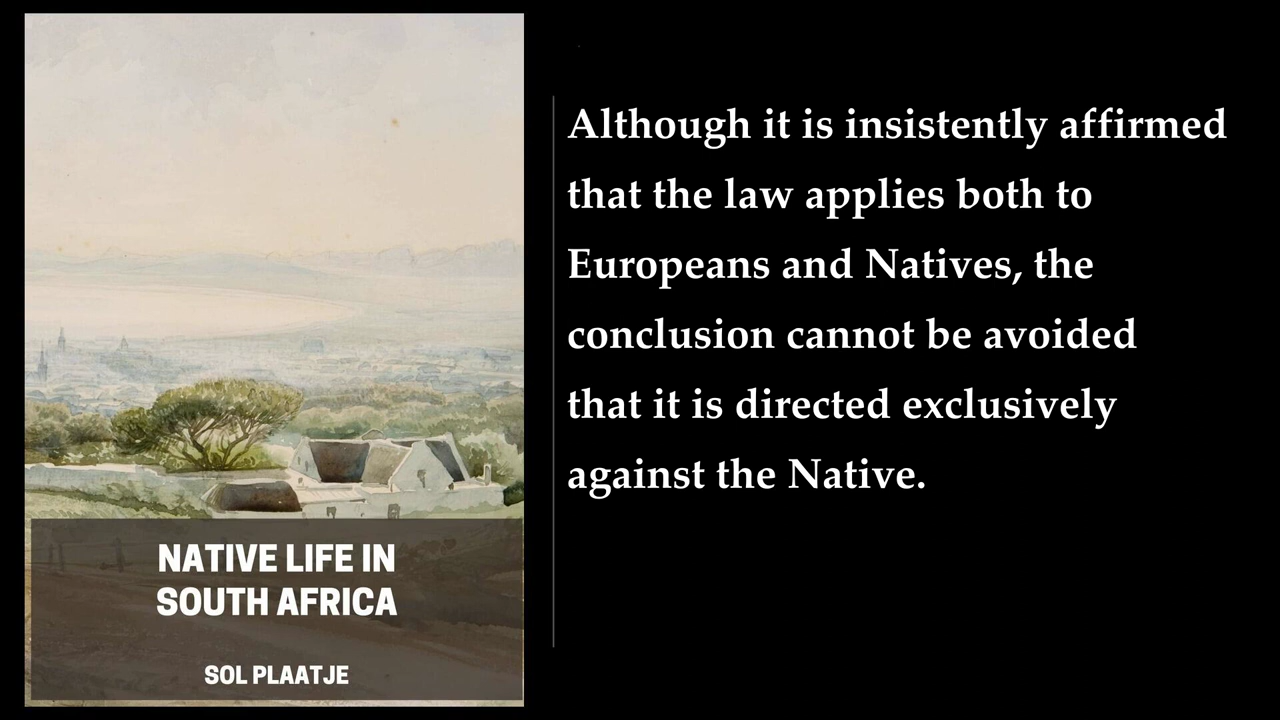 NATIVE LIFE IN
SOUTH AFRICA
SOL PLAATJE
Although it is insistently affirmed
that the law applies both to
Europeans and Natives, the
conclusion cannot be avoided
that it is directed exclusively
against the Native.